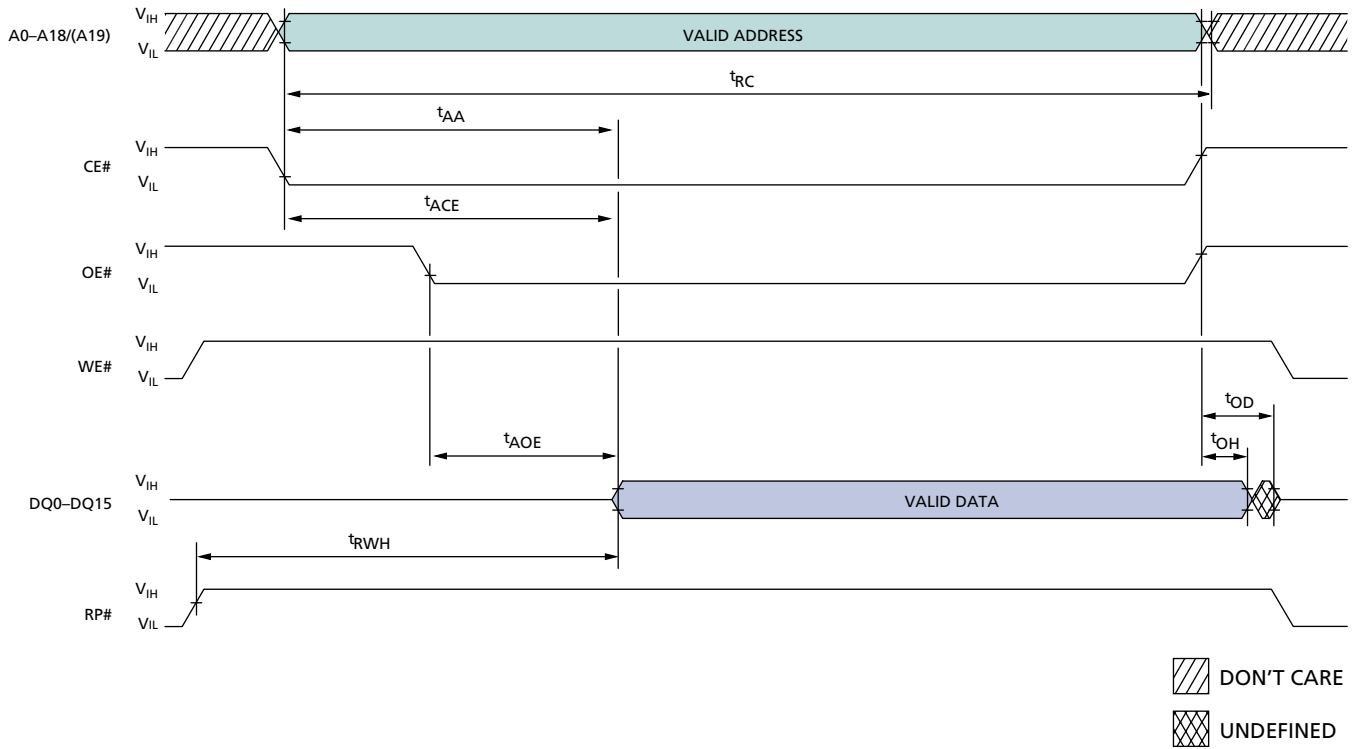 VIH
A0–A18/(A19)
VALID ADDRESS
VIL
tRC
tAA
VIH
CE#
VIL
tACE
VIH
OE#
VIL
VIH
WE#
VIL
tOD
tAOE
tOH
VIH
DQ0–DQ15
VALID DATA
VIL
tRWH
VIH
RP#
VIL
DON'T CARE
UNDEFINED